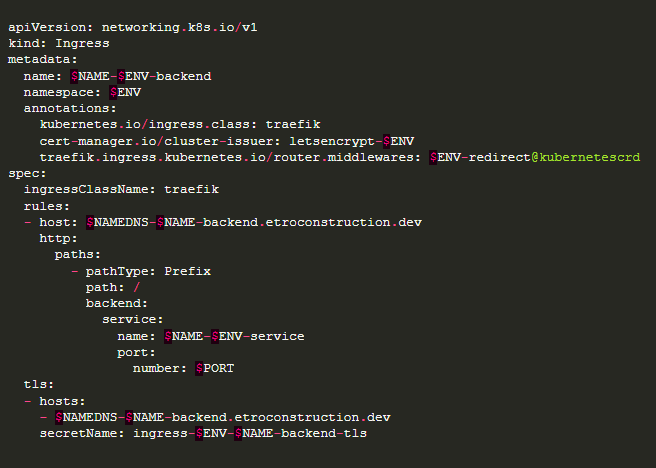 apiVersion: networking.k8s.io/v1
kind: Ingress
metadata:
  name: $NAME-$ENV-backend
  namespace: $ENV
  annotations:
    kubernetes.io/ingress.class: traefik
    cert-manager.io/cluster-issuer: letsencrypt-$ENV
    traefik.ingress.kubernetes.io/router.middlewares: $ENV-redirect@kubernetescrd
spec:
  ingressClassName: traefik
  rules:
  - host: $NAMEDNS-$NAME-backend.etroconstruction.dev
    http:
      paths:
        - pathType: Prefix
          path: /
          backend:
            service:
              name: $NAME-$ENV-service
              port:
                number: $PORT
  tls:
  - hosts:
    - $NAMEDNS-$NAME-backend.etroconstruction.dev
    secretName: ingress-$ENV-$NAME-backend-tls